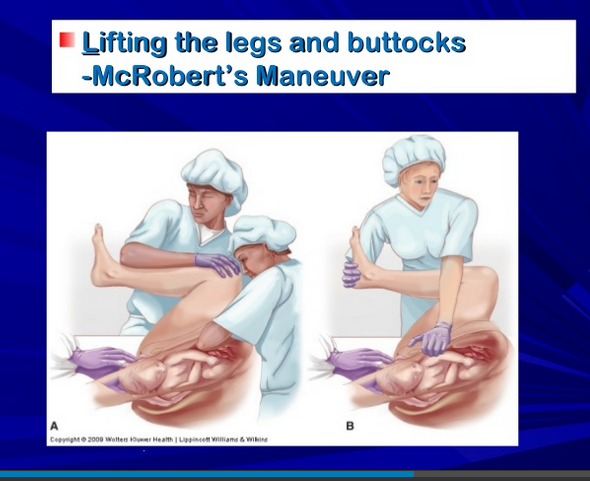 Lifting the legs and buttocks
-McRobert's Maneuver
A
B
Copyright © 2009 Wolters Kluwer Health | Lippincott Williams & Wilkins